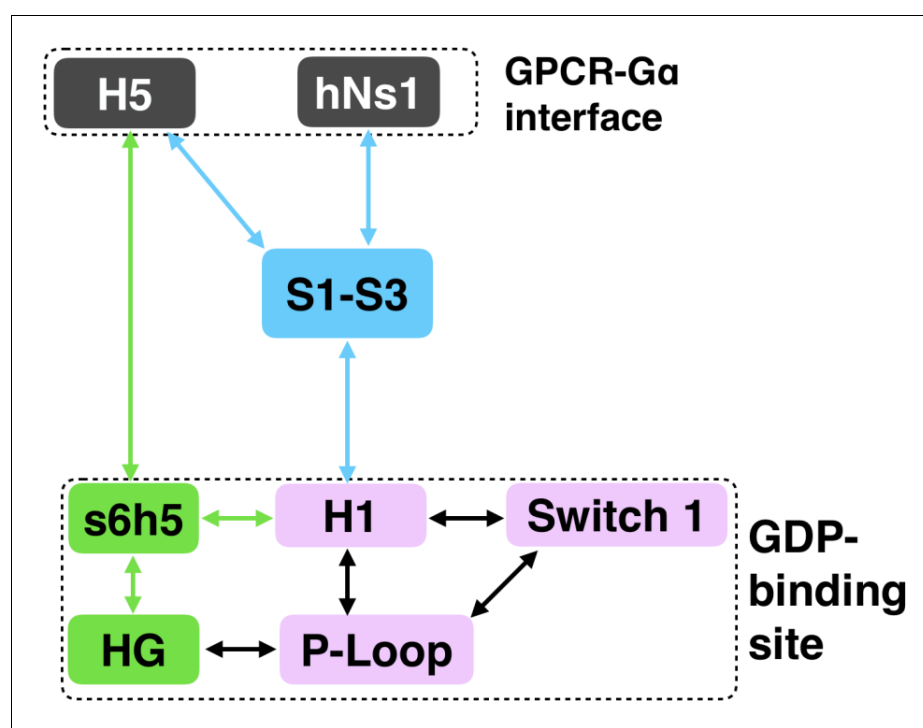 H5
hNs1
GPCR-Gα
interface
S1-S3
s6h5
H1
Switch 1
HG
P-Loop
GDP-
binding
site